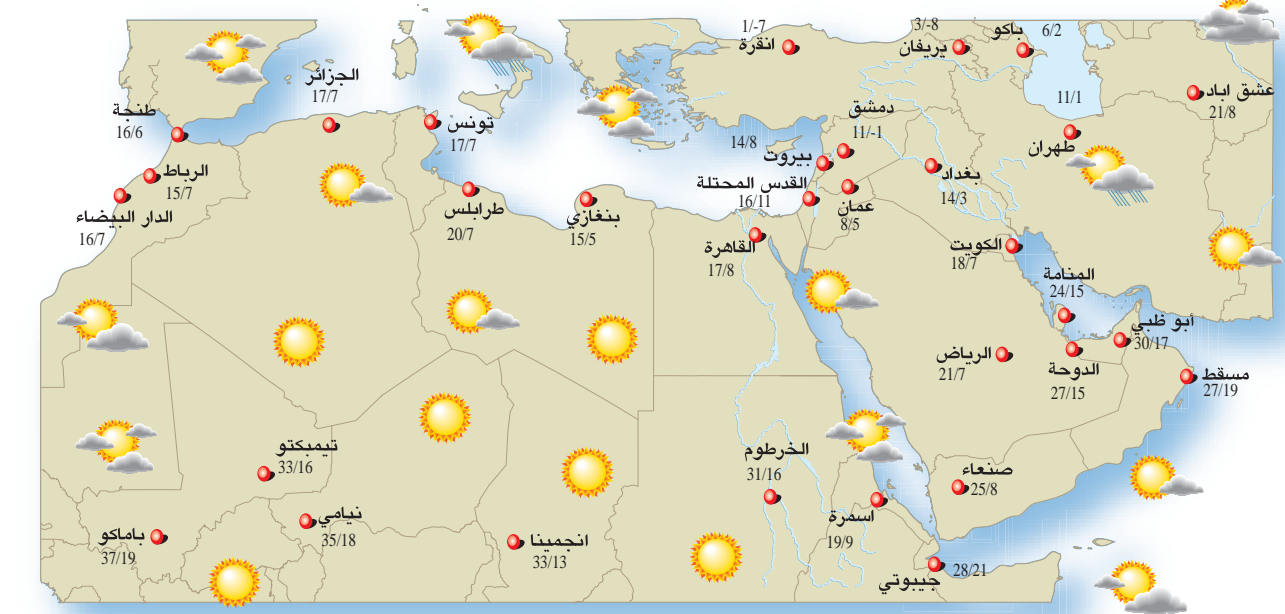 1/-7
انقرة
3/-8
يريفان
باكو
6/2
11/1
عشق اباد
21/8
الجزائر
17/7
طنجة
16/6
تونس
17/7
14/8
دمشق
11/-1
طهران
بيروت
بغداد
14/3
الرباط
15/7
القدس المحتلة
16/11
عمان
8/5
الدار البيضاء
16/7
طرابلس
20/7
بنغازي
15/5
القاهرة
17/8
الكويت
18/7
المنامة
24/15
أبو ظبي
30/17
الرياض
21/7
الدوحة
27/15
مسقط
27/19
تيمبكتو
33/16
الخرطوم
31/16
صنعاء
25/8
نيامي
35/18
اسمرة
19/9
باماكو
37/19
انجمينا
33/13
جيبوتي
28/21